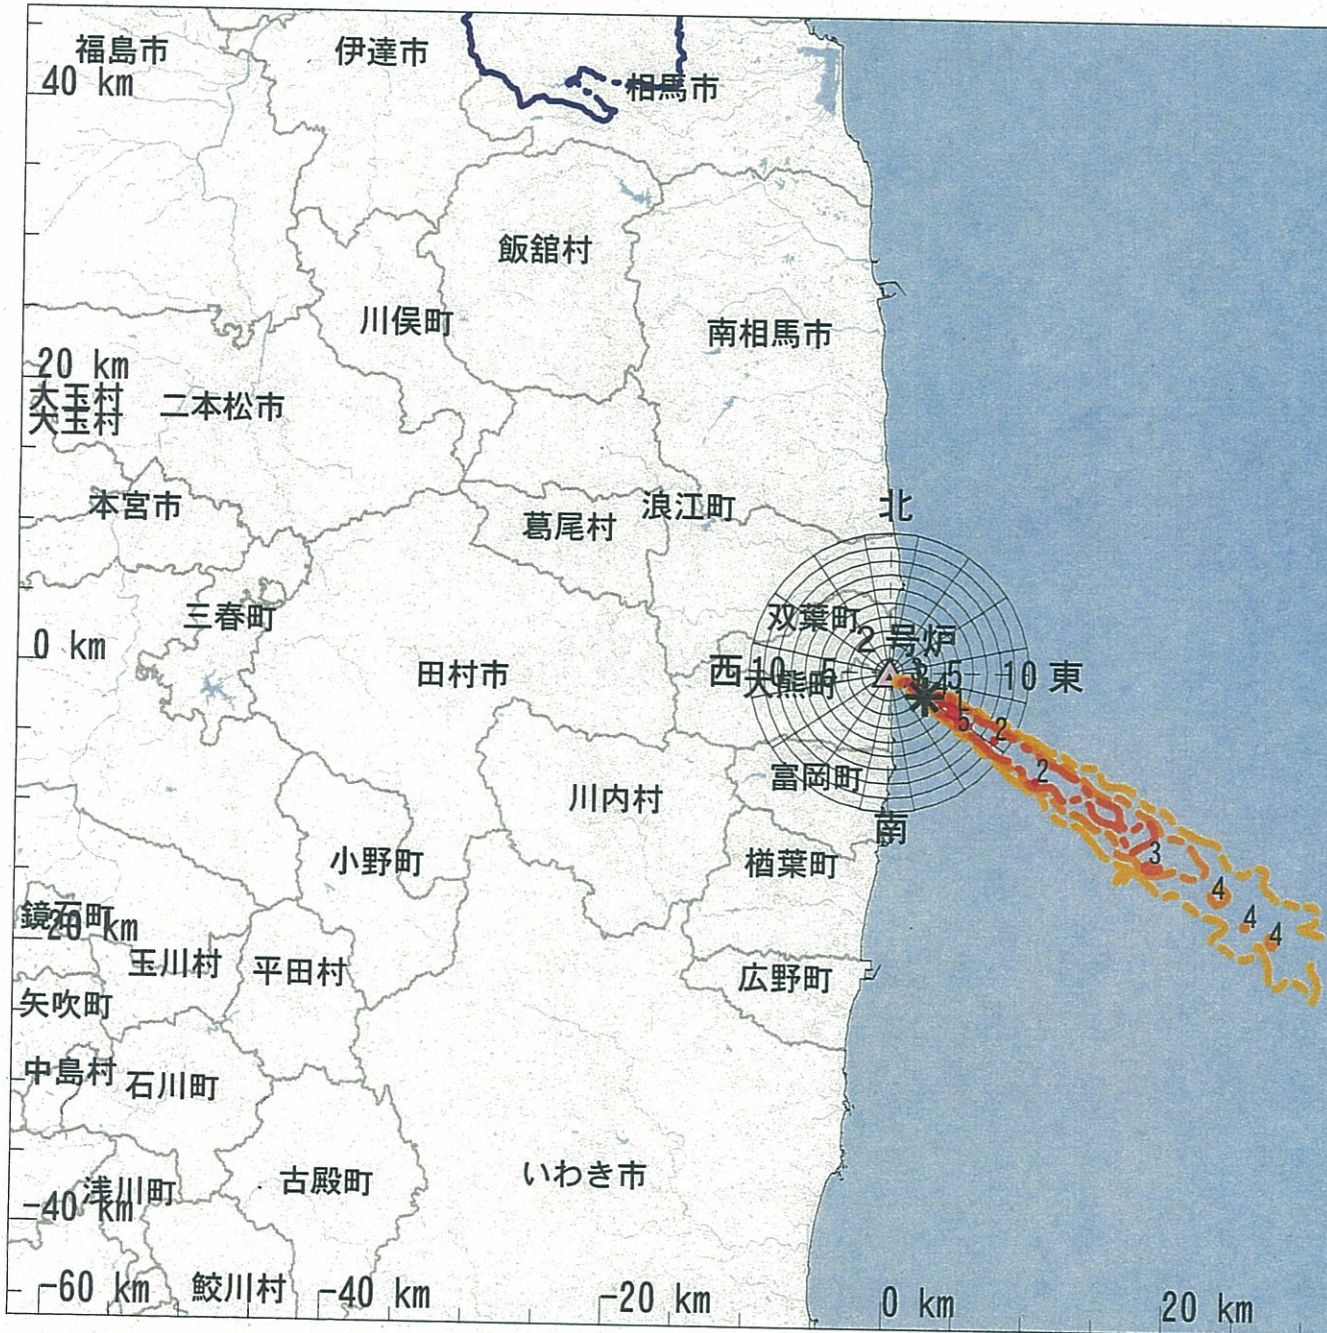 福島市
伊達市
40 km
相馬市
飯舘村
川俣町
南相馬市
20 km
大玉村
大玉村
二本松市
本宮市
浪江町
北
葛尾村
三春町
双葉町
2号炉
0 km
田村市
西 10 5
大熊町
3 4 5 10 東
5
2
2
富岡町
川内村
南
小野町
楢葉町
3
4
4
4
鏡石町
20 km
玉川村
平田村
広野町
矢吹町
中島村
石川町
浅川町
古殿町
いわき市
-40 km
-60 km
鮫川村
-40 km
-20 km
0 km
20 km